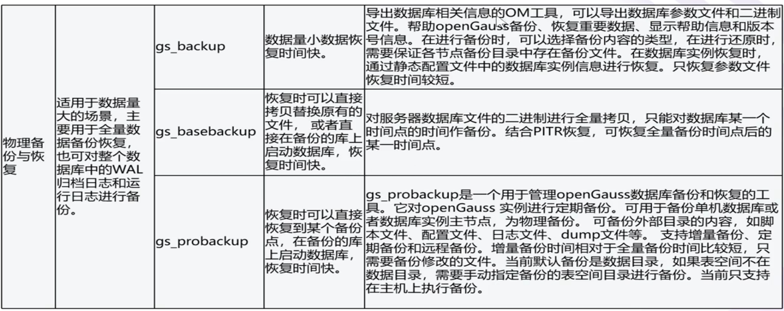 物理备份与恢复
适用于数据量
大的场景，主
要用于全量数
据备份恢复，
也可对整个数
据库中的WAL
归档日志和运
行日志进行备
份。
gs_backup
数据量小数据恢
复时间快。
导出数据库相关信息的OM工具，可以导出数据库参数文件和二进制
文件。帮助openGauss备份、恢复重要数据、显示帮助信息和版本
号信息。在进行备份时，可以选择备份内容的类型，在进行还原时，
需要保证各节点备份目录中存在备份文件。在数据库实例恢复时，
通过静态配置文件中的数据库实例信息进行恢复。只恢复参数文件
恢复时间较短。
gs_basebackup
恢复时可以直接
拷贝替换原有的
文件， 或者直
接在备份的库上
启动数据库，恢
复时间快。
对服务器数据库文件的二进制进行全量拷贝，只能对数据库某一个
时间点的时间作备份。结合PITR恢复，可恢复全量备份时间点后的
某一时间点。
gs_probackup
恢复时可以直接
恢复到某个备份
点，在备份的库
上启动数据库，
恢复时间快。
gs_probackup是一个用于管理openGauss数据库备份和恢复的工
具。它对openGauss 实例进行定期备份。可用于备份单机数据库或
者数据库实例主节点，为物理备份。 可备份外部目录的内容，如脚
本文件、配置文件、日志文件、dump文件等。 支持增量备份、定
期备份和远程备份。增量备份时间相对于全量备份时间比较短，只
需要备份修改的文件。当前默认备份是数据目录，如果表空间不在
数据目录，需要手动指定备份的表空间目录进行备份。当前只支持
在主机上执行备份。